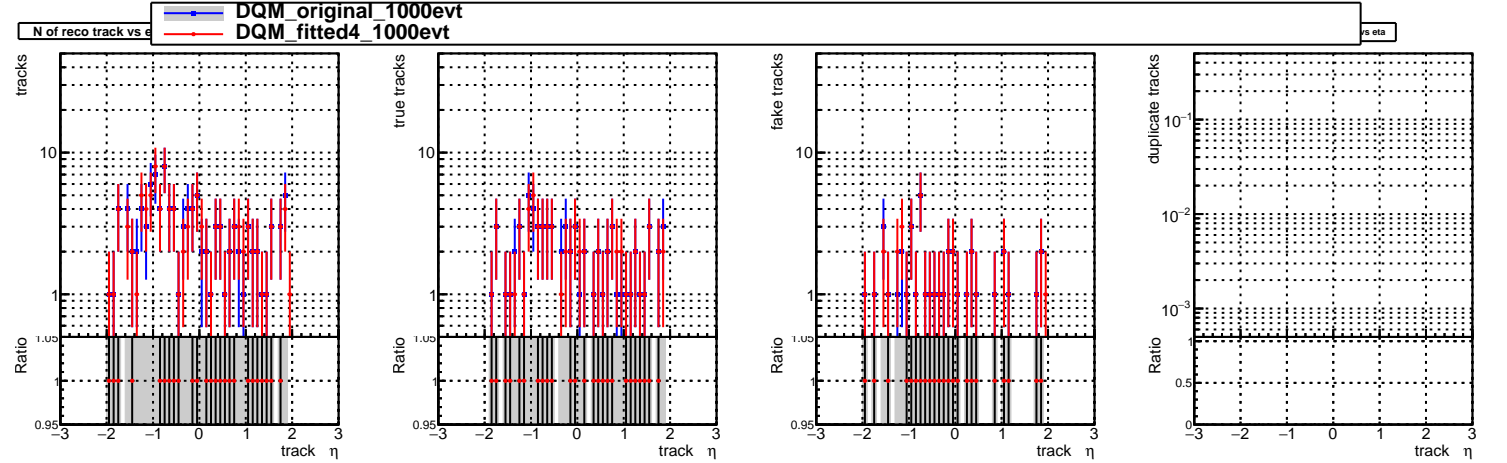 DQM_original_1000evt
DQM_fitted4_1000evt
N of reco track vs e
vs eta
tracks
10
1
1.05
Ratio
1
0.95
−3 −2 −1 0 1 2 3
track η
true tracks
10
1
1.05
Ratio
1
0.95
−3 −2 −1 0 1 2 3
track η
fake tracks
10
1
1.05
Ratio
1
0.95
−3 −2 −1 0 1 2 3
track η
duplicate tracks
10⁻¹
10⁻²
10⁻³
Ratio
1
0.5
0
−3 −2 −1 0 1 2 3
track η